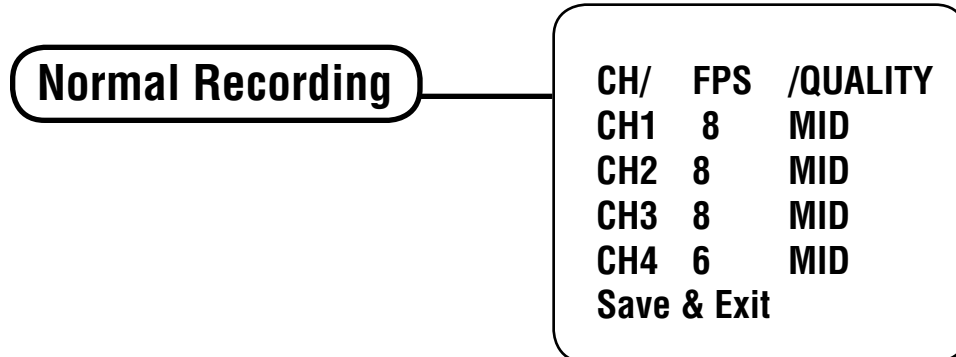 Normal Recording
CH/ FPS /QUALITY
CH1 8 MID
CH2 8 MID
CH3 8 MID
CH4 6 MID
Save & Exit